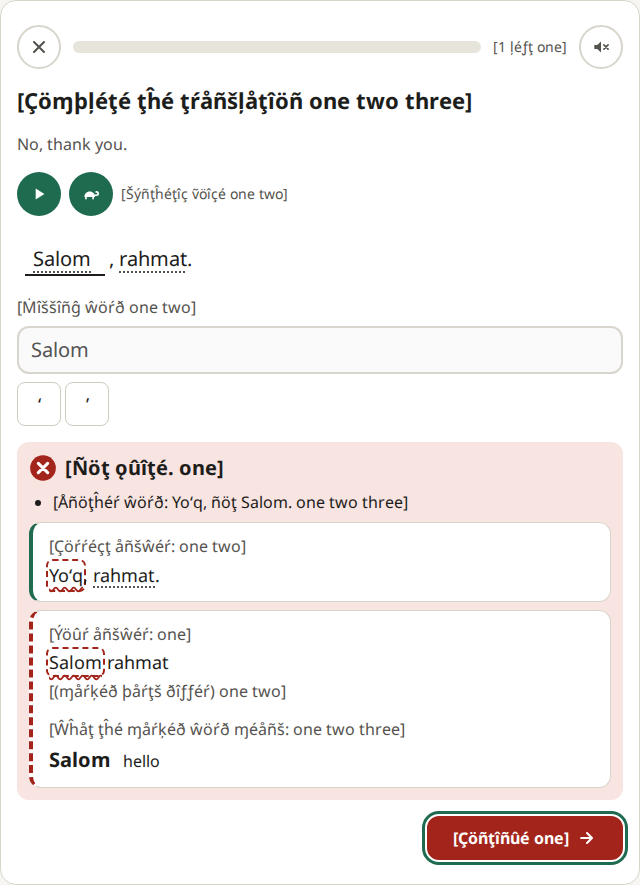 [1 ļéƒţ one]
[Çöɱþļéţé ţĥé ţŕåñšļåţîöñ one two three]
No, thank you.
[Šýñţĥéţîç ṽöîçé one two]
Salom , rahmat.
[Ṁîššîñĝ ŵöŕð one two]
Salom
ʻ ʼ
[Ñöţ ǫûîţé. one]
[Åñöţĥéŕ ŵöŕð: Yoʻq, ñöţ Salom. one two three]
[Çöŕŕéçţ åñšŵéŕ: one two]
Yoʻq, rahmat.
[Ýöûŕ åñšŵéŕ: one]
Salom rahmat
[(ɱåŕķéð þåŕţš ðîƒƒéŕ) one two]
[Ŵĥåţ ţĥé ɱåŕķéð ŵöŕð ɱéåñš: one two three]
Salom hello
[Çöñţîñûé one]